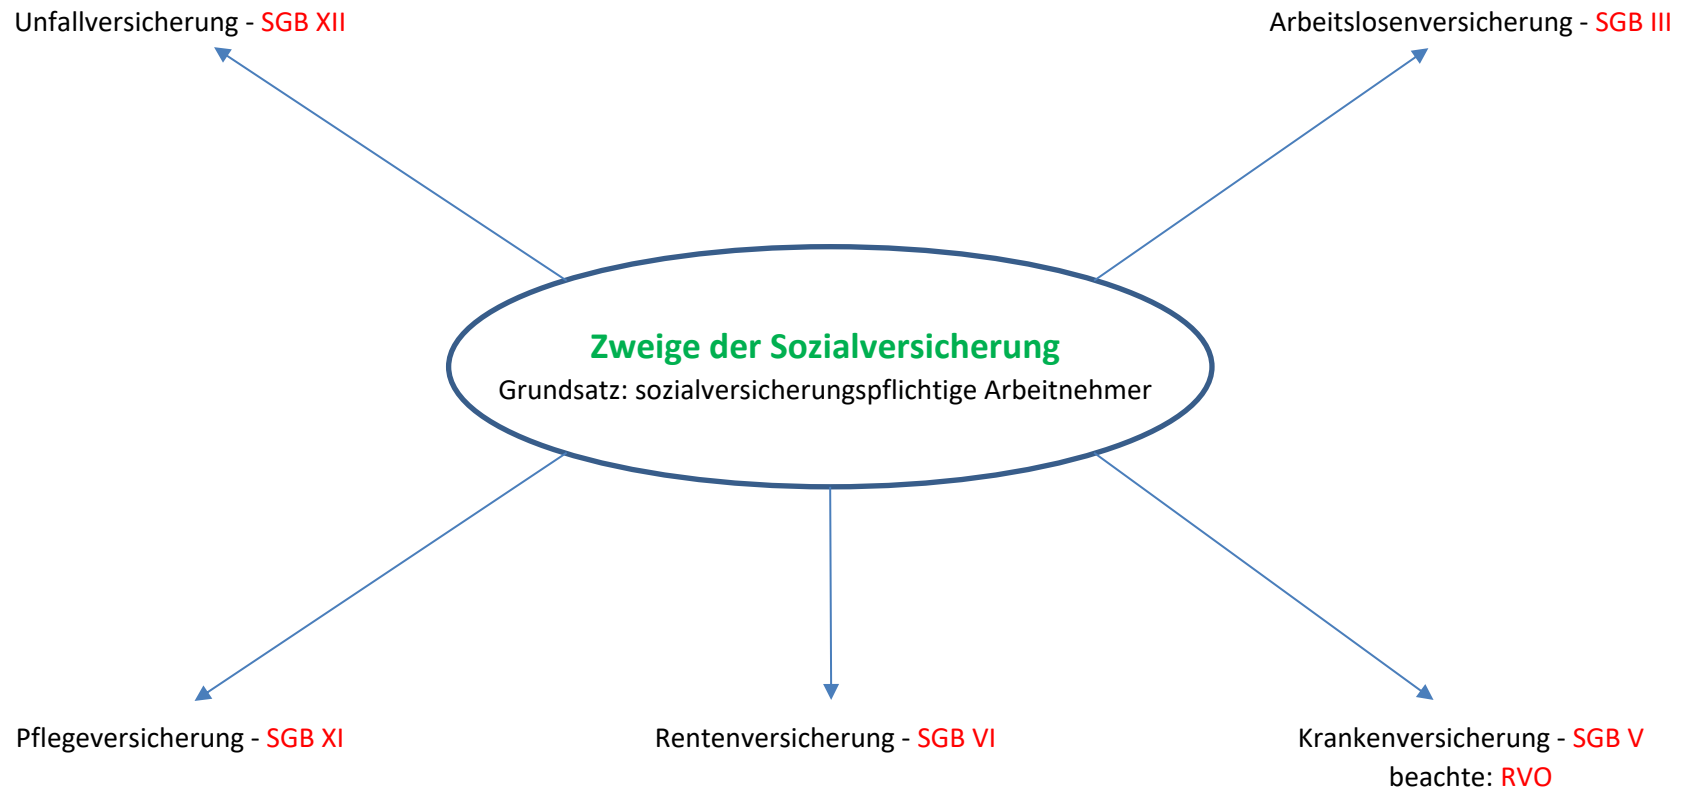 Unfallversicherung - SGB XII
Arbeitslosenversicherung - SGB III
Zweige der Sozialversicherung
Grundsatz: sozialversicherungspflichtige Arbeitnehmer
Pflegeversicherung - SGB XI
Rentenversicherung - SGB VI
Krankenversicherung - SGB V
beachte: RVO